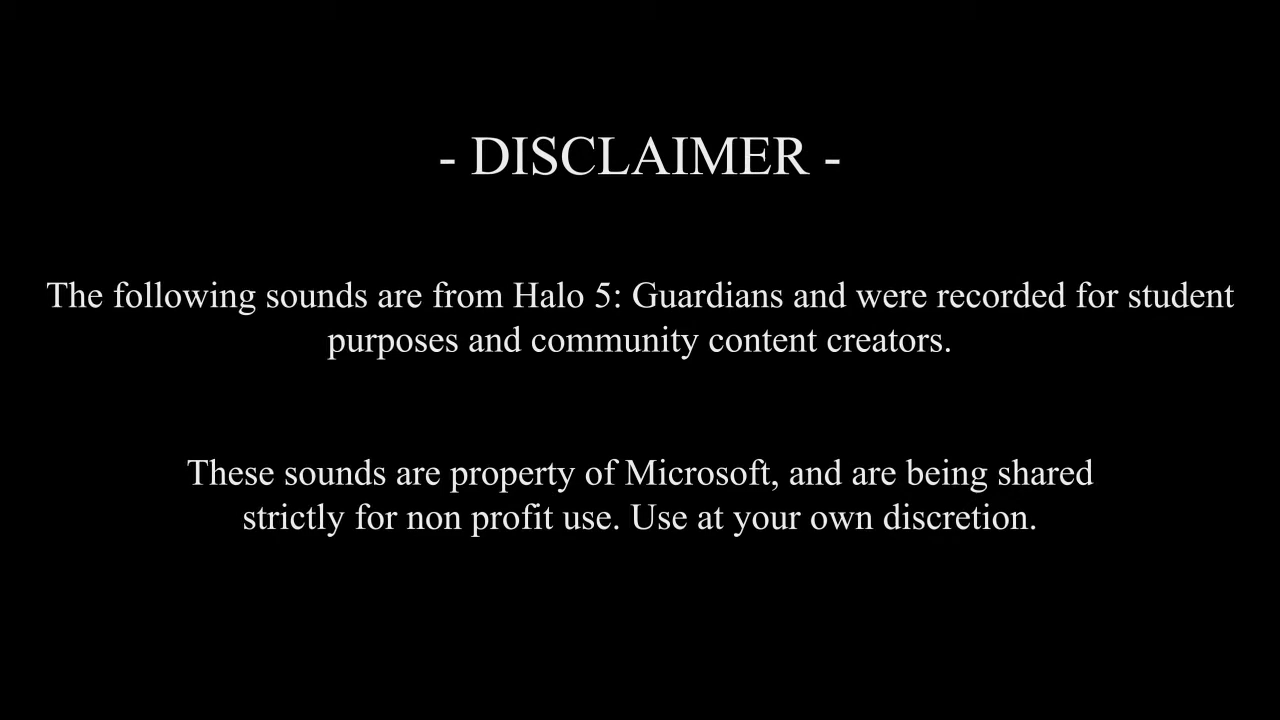 - DISCLAIMER -
The following sounds are from Halo 5: Guardians and were recorded for student
purposes and community content creators.
These sounds are property of Microsoft, and are being shared
strictly for non profit use. Use at your own discretion.